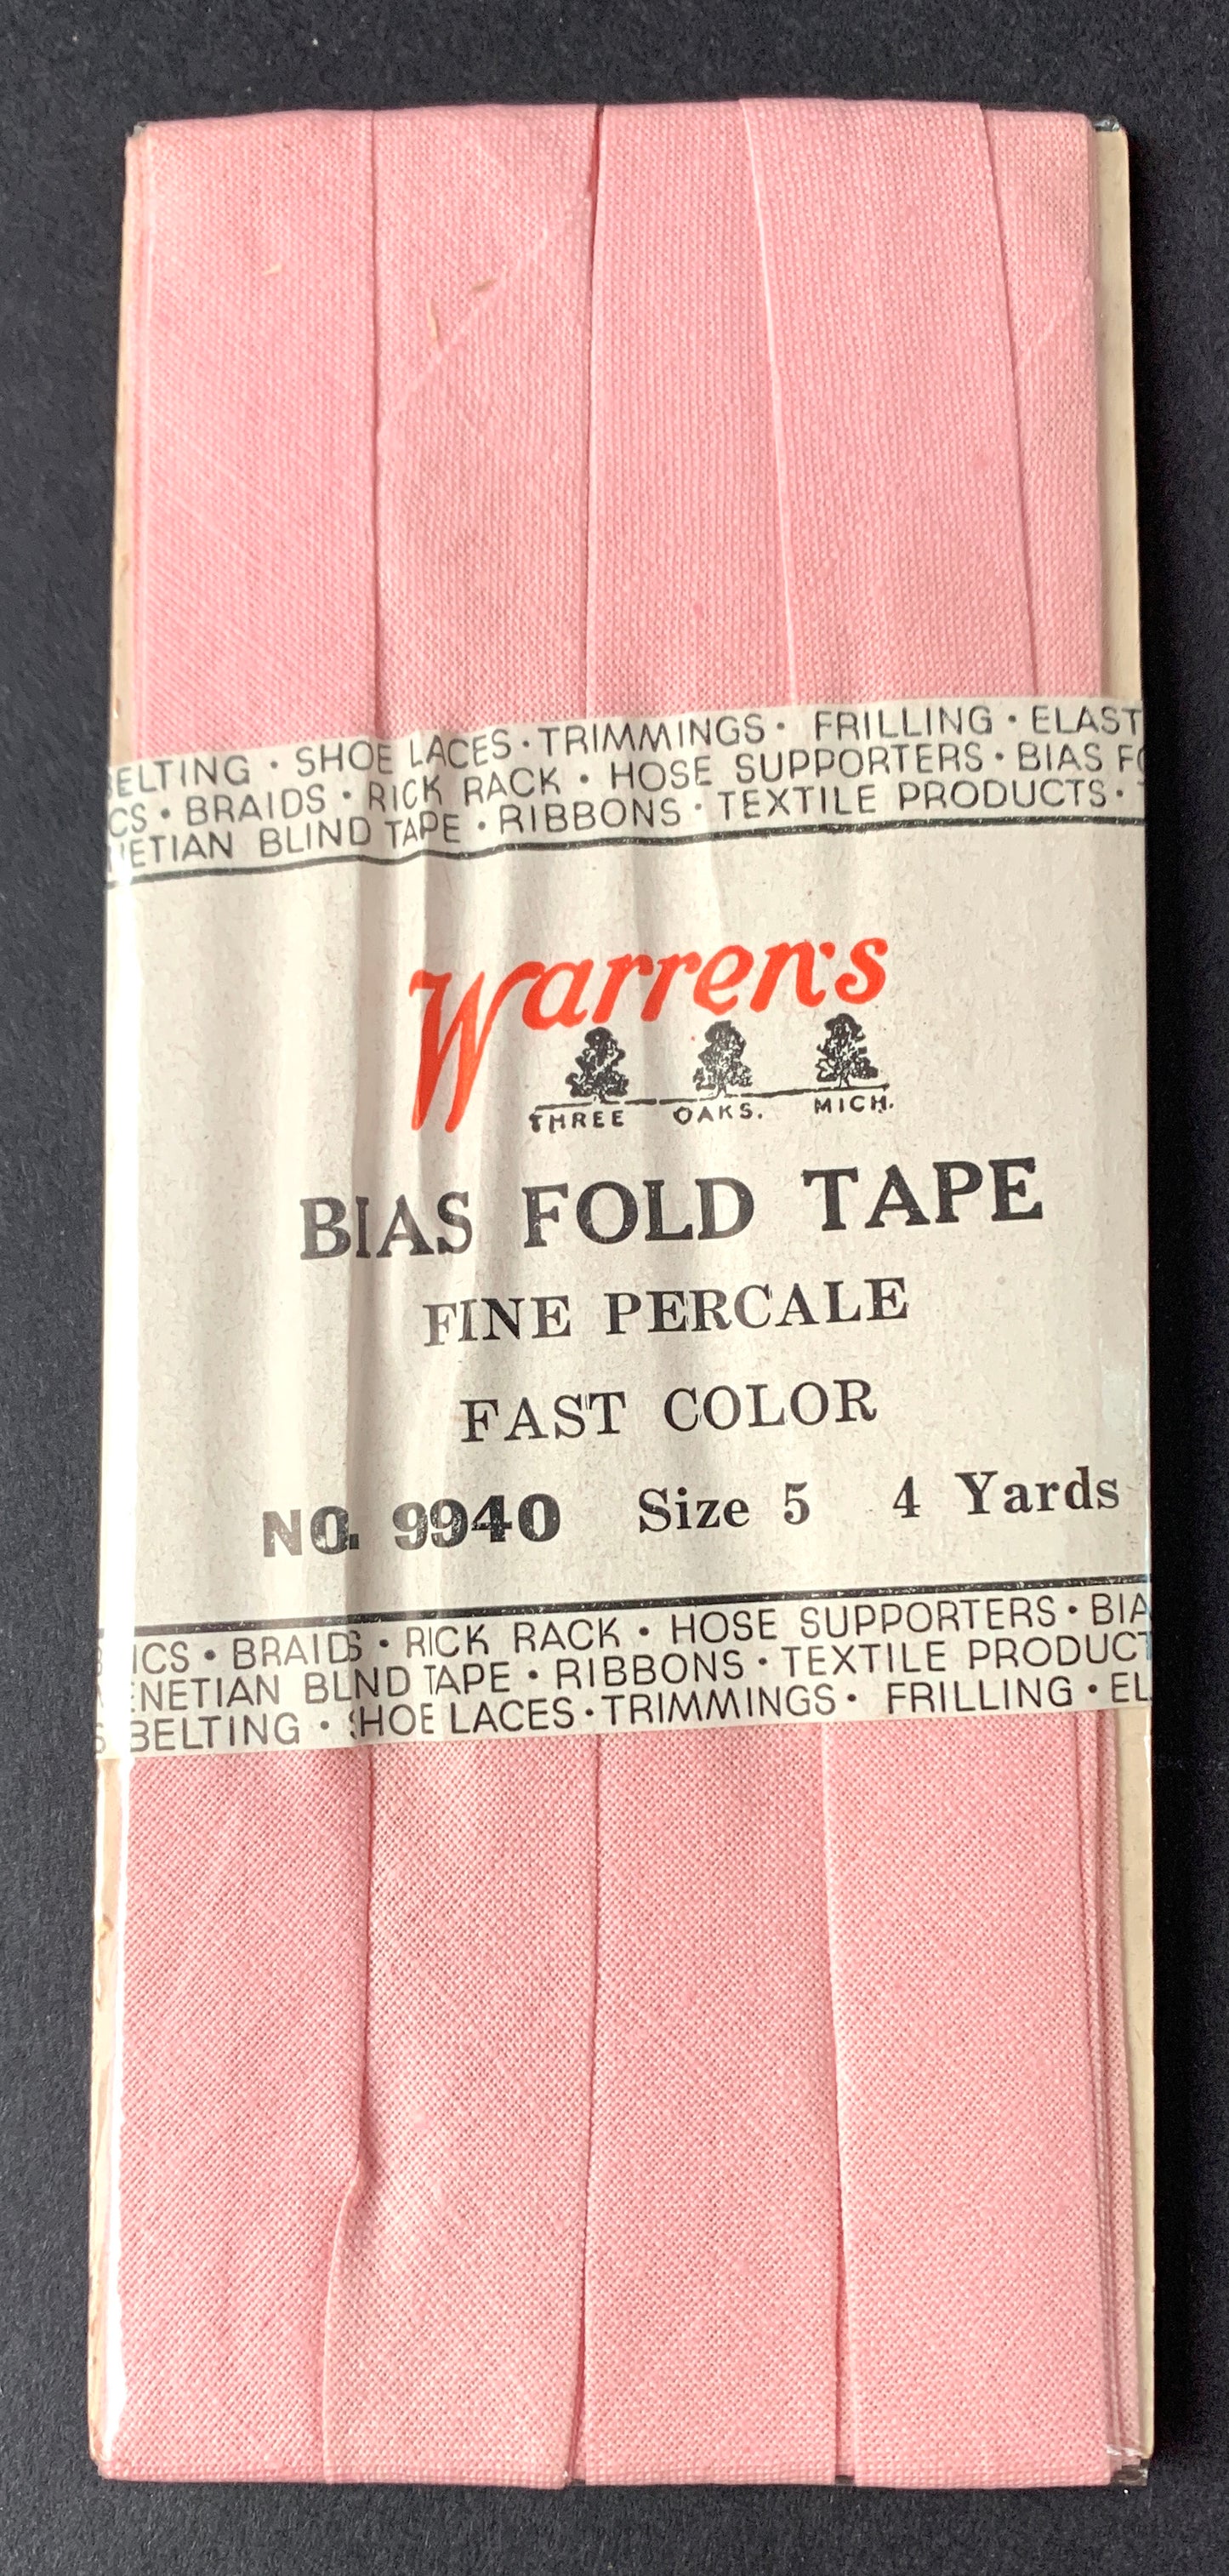 BELTING · SHOE LACES · TRIMMINGS · FRILLING · ELAST
CS · BRAIDS · RICK RACK · HOSE SUPPORTERS · BIAS FO
NETIAN BLIND TAPE · RIBBONS · TEXTILE PRODUCTS ·
Warren's
THREE OAKS. MICH.
BIAS FOLD TAPE
FINE PERCALE
FAST COLOR
NO. 9940 Size 5 4 Yards
ICS · BRAIDS · RICK RACK · HOSE SUPPORTERS · BIA
ENETIAN BLIND TAPE · RIBBONS · TEXTILE PRODUCT
S BELTING · SHOE LACES · TRIMMINGS · FRILLING · EL